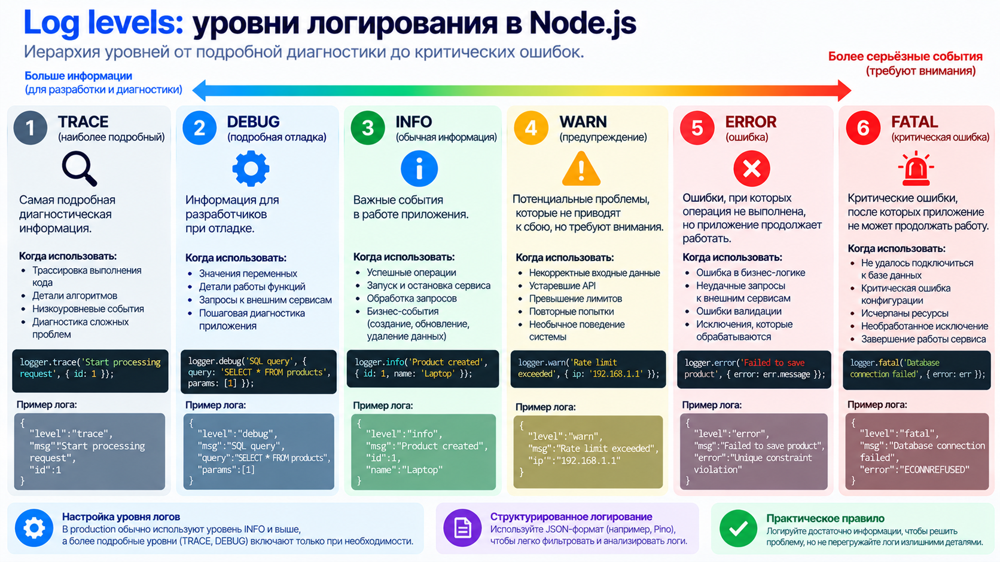 Log levels: уровни логирования в Node.js
Иерархия уровней от подробной диагностики до критических ошибок.
Больше информации
(для разработки и диагностики)
Более серьёзные события
(требуют внимания)
1
TRACE
(наиболее подробный)
Самая подробная
диагностическая
информация.
Когда использовать:
• Трассировка выполнения
кода
• Детали алгоритмов
• Низкоуровневые события
• Диагностика сложных
проблем
logger.trace('Start processing
request', { id: 1 }};
Пример лога:
{
"level":"trace",
"msg":"Start processing
request",
"id":1
}
2
DEBUG
(подробная отладка)
Информация для
разработчиков
при отладке.
Когда использовать:
• Значения переменных
• Детали работы функций
• Запросы к внешним сервисам
• Пошаговая диагностика
приложения
logger.debug('SQL query', {
query: 'SELECT * FROM products',
params: [1] }};
Пример лога:
{
"level":"debug",
"msg":"SQL query",
"query":"SELECT * FROM products",
"params":[1]
}
3
INFO
(обычная информация)
Важные события
в работе приложения.
Когда использовать:
• Успешные операции
• Запуск и остановка сервиса
• Обработка запросов
• Бизнес-события
(создание, обновление,
удаление данных)
logger.info('Product created',
{ id: 1, name: 'Laptop' }};
Пример лога:
{
"level":"info",
"msg":"Product created",
"id":1,
"name":"Laptop"
}
4
WARN
(предупреждение)
Потенциальные проблемы,
которые не приводят
к сбою, но требуют внимания.
Когда использовать:
• Некорректные входные данные
• Устаревшие API
• Превышение лимитов
• Повторные попытки
• Необычное поведение
системы
logger.warn('Rate limit
exceeded', { ip: '192.168.1.1' }};
Пример лога:
{
"level":"warn",
"msg":"Rate limit exceeded",
"ip'":"192.168.1.1"
}
5
ERROR
(ошибка)
Ошибки, при которых
операция не выполнена,
но приложение продолжает
работать.
Когда использовать:
• Ошибка в бизнес-логике
• Неудачные запросы
к внешним сервисам
• Ошибки валидации
• Исключения, которые
обрабатываются
logger.error('Failed to save
product', { error: err.message }};
Пример лога:
{
"level":"error",
"msg":"Failed to save product",
"error":"Unique constraint
violation"
}
6
FATAL
(критическая ошибка)
Критические ошибки,
после которых приложение
не может продолжать работу.
Когда использовать:
• Не удалось подключиться
к базе данных
• Критическая ошибка
конфигурации
• Исчерпаны ресурсы
• Необработанное исключение
• Завершение работы сервиса
logger.fatal('Database
connection failed', { error: err }};
Пример лога:
{
"level":"fatal",
"msg":"Database connection
failed",
"error":"ECONNREFUSED"
}
Настройка уровня логов
В production обычно используют уровень INFO и выше,
а более подробные уровни (TRACE, DEBUG) включают только при необходимости.
Структурированное логирование
Используйте JSON-формат (например, Pino),
чтобы легко фильтровать и анализировать логи.
Практическое правило
Логируйте достаточно информации, чтобы решить
проблему, но не перегружайте логи излишними деталями.